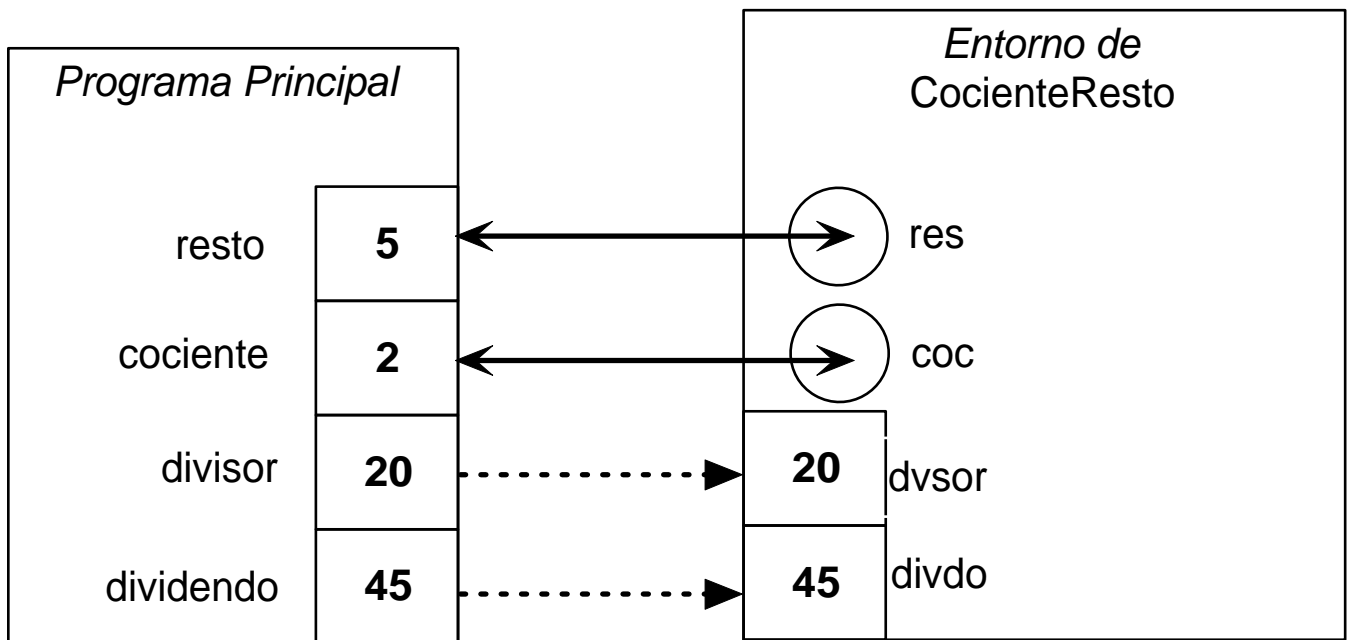 Programa Principal
resto
5
cociente
2
divisor
20
dividendo
45
Entorno de
CocienteResto
res
coc
20
dvsor
45
divdo